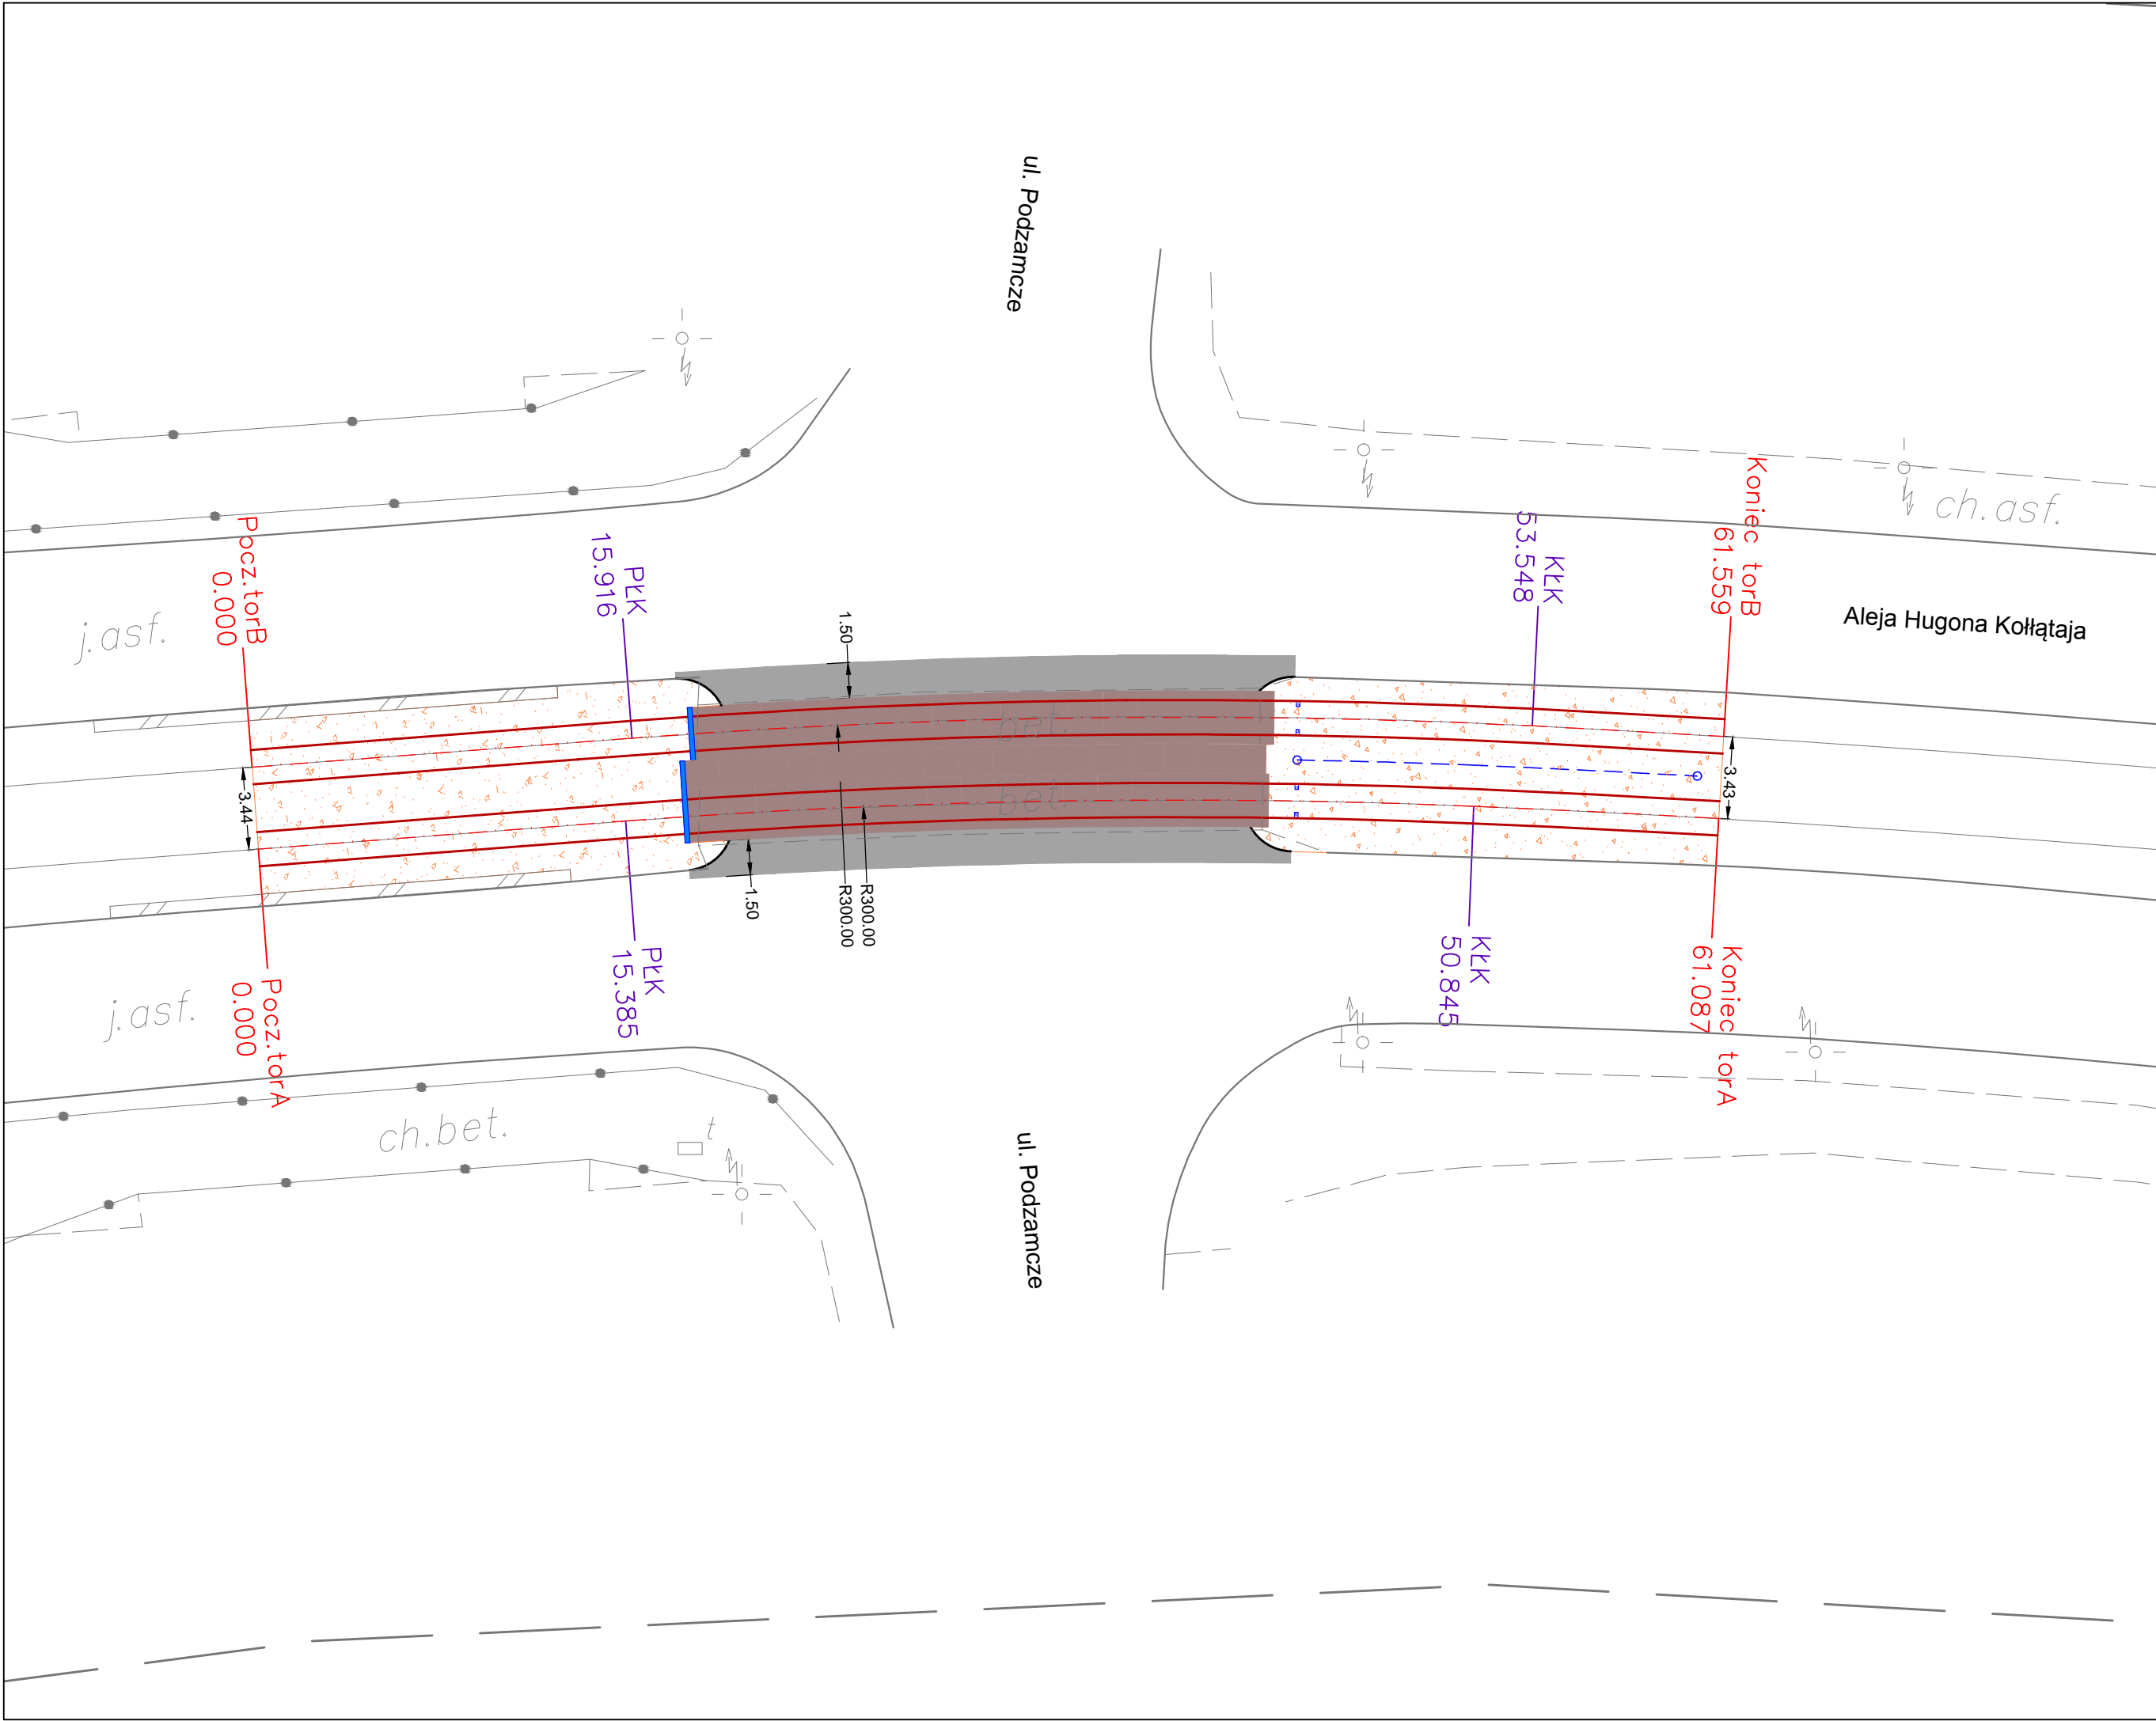 ul. Podzamcze
ch.asf.
Koniec torB
61.559
KŁK
53.548
PŁK
15.916
Pocz.torB
0.000
Aleja Hugona Kołłątaja
j.asf.
1.50
bet.
bet.
3.44
3.43
1.50
R300.00
R300.00
KŁK
50.845
Koniec torA
61.087
PŁK
15.385
Pocz.torA
0.000
j.asf.
ch.bet.
t
ul. Podzamcze